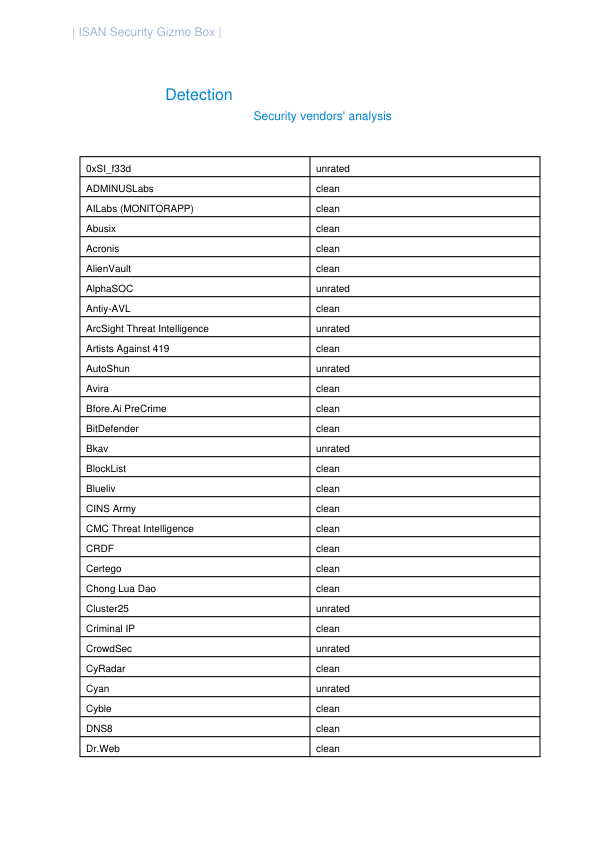 | ISAN Security Gizmo Box |
Detection
Security vendors' analysis
0xSI_f33d unrated
ADMINUSLabs clean
AILabs (MONITORAPP) clean
Abusix clean
Acronis clean
AlienVault clean
AlphaSOC unrated
Antiy-AVL clean
ArcSight Threat Intelligence unrated
Artists Against 419 clean
AutoShun unrated
Avira clean
Bfore.Ai PreCrime clean
BitDefender clean
Bkav unrated
BlockList clean
Blueliv clean
CINS Army clean
CMC Threat Intelligence clean
CRDF clean
Certego clean
Chong Lua Dao clean
Cluster25 unrated
Criminal IP clean
CrowdSec unrated
CyRadar clean
Cyan unrated
Cyble clean
DNS8 clean
Dr.Web clean